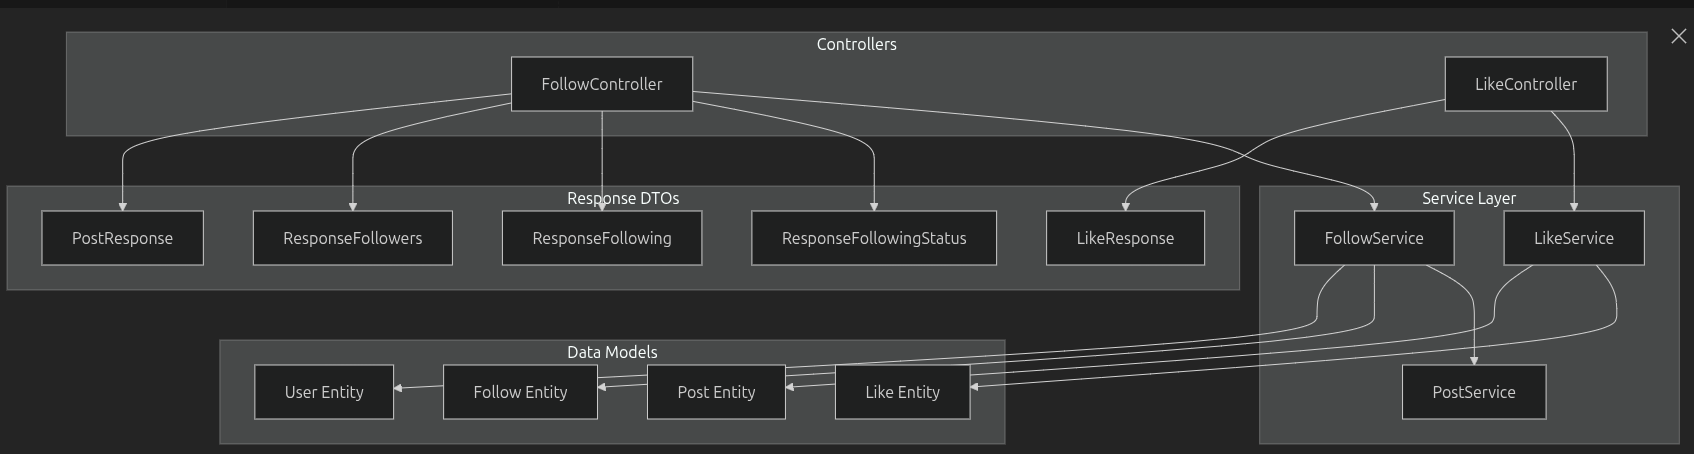 Controllers
FollowController
LikeController
Response DTOs
Service Layer
PostResponse
ResponseFollowers
ResponseFollowing
ResponseFollowingStatus
LikeResponse
FollowService
LikeService
Data Models
User Entity
Follow Entity
Post Entity
Like Entity
PostService